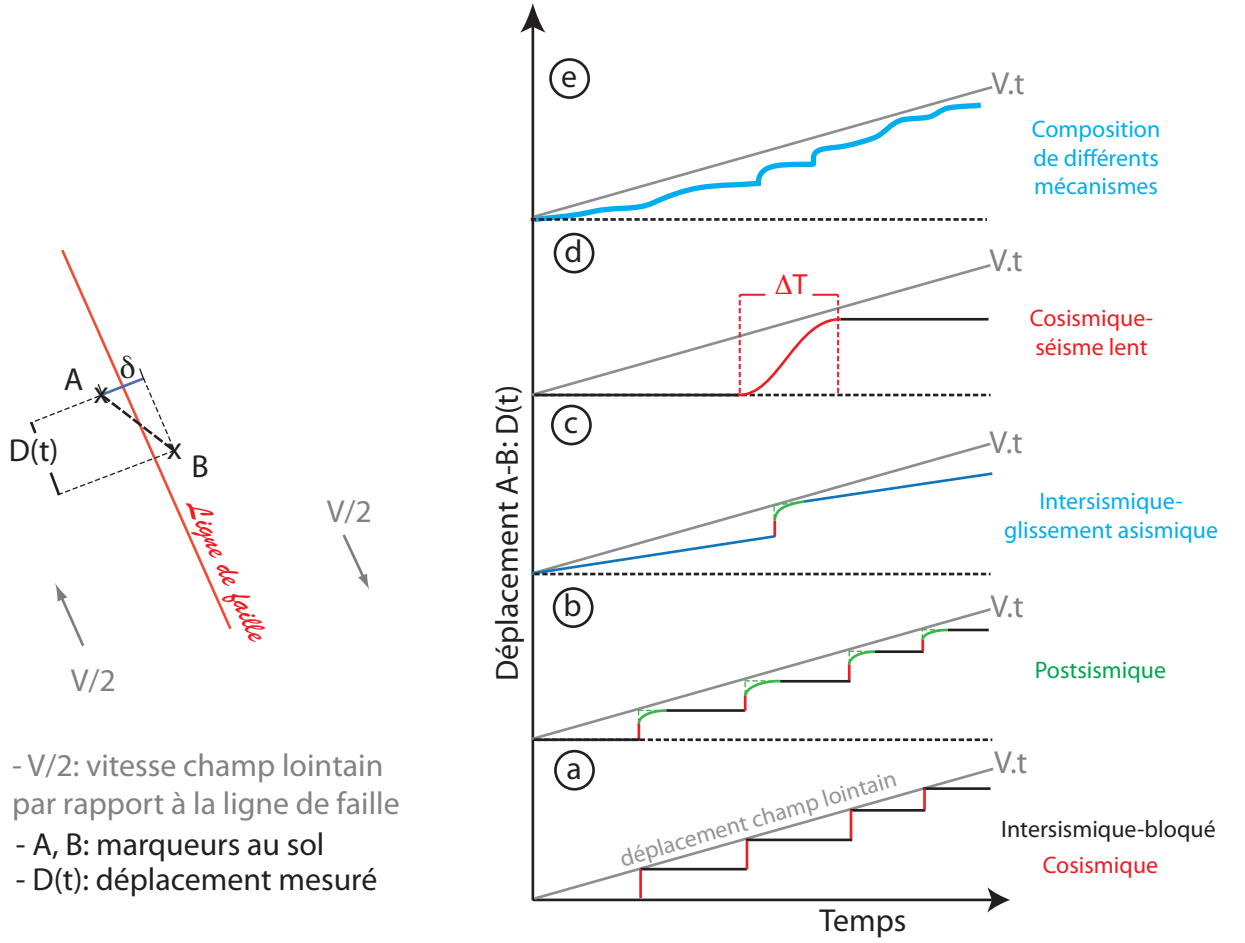 A
δ
D(t)
B
Ligne de faille
V/2
V/2
- V/2: vitesse champ lointain
par rapport à la ligne de faille
- A, B: marqueurs au sol
- D(t): déplacement mesuré
Déplacement A-B: D(t)
e
V.t
Composition
de différents
mécanismes
d
V.t
ΔT
Cosismique-
séisme lent
c
V.t
Intersismique-
glissement asismique
b
V.t
Postsismique
a
V.t
déplacement champ lointain
Intersismique-bloqué
Cosismique
Temps